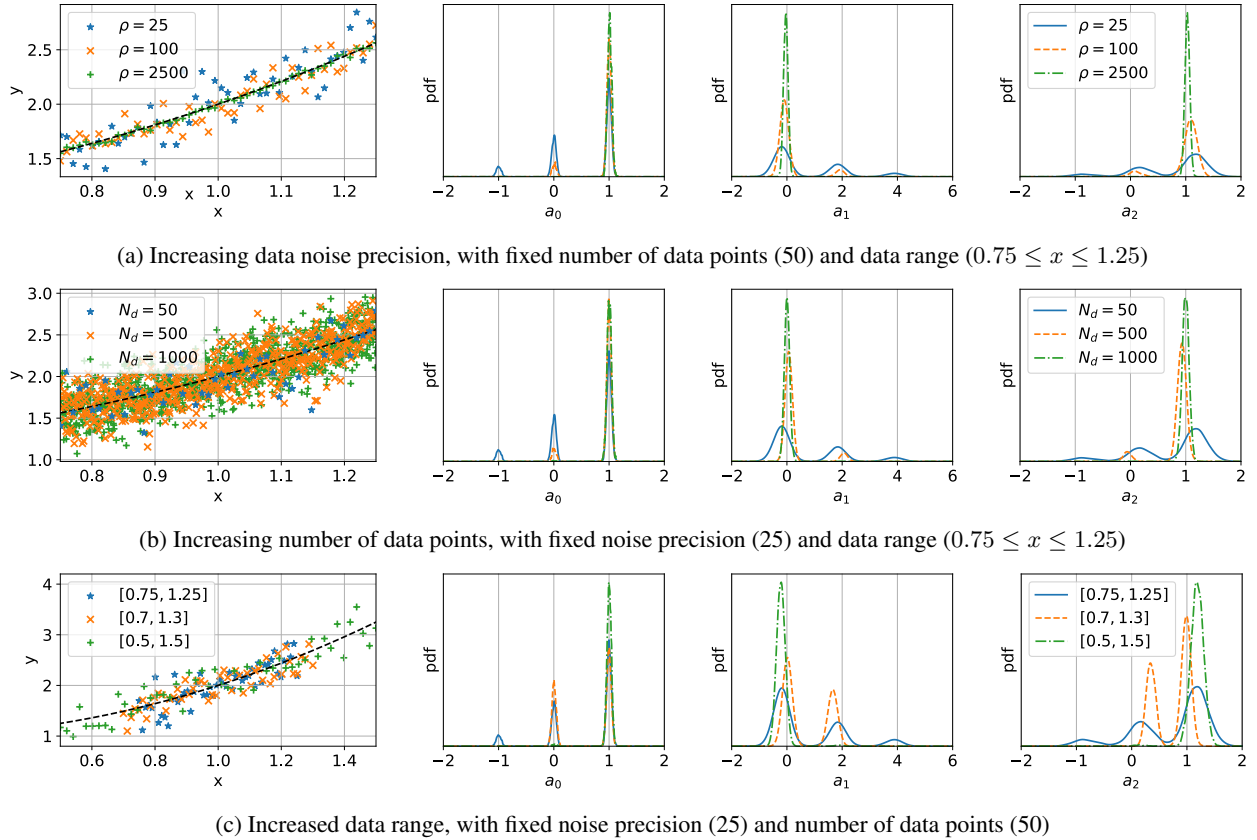 ρ = 25
ρ = 100
ρ = 2500
y
2.5
2.0
1.5
0.8 0.9 1.0 1.1 1.2
x
x
pdf
−2 −1 0 1 2
a0
pdf
−2 0 2 4 6
a1
pdf
ρ = 25
ρ = 100
ρ = 2500
−2 −1 0 1 2
a2
(a) Increasing data noise precision, with fixed number of data points (50) and data range (0.75 ≤ x ≤ 1.25)
3.0
2.5
2.0
1.5
1.0
y
Nd = 50
Nd = 500
Nd = 1000
0.8 0.9 1.0 1.1 1.2
x
pdf
−2 −1 0 1 2
a0
pdf
−2 0 2 4 6
a1
pdf
Nd = 50
Nd = 500
Nd = 1000
−2 −1 0 1 2
a2
(b) Increasing number of data points, with fixed noise precision (25) and data range (0.75 ≤ x ≤ 1.25)
4
3
2
1
y
[0.75, 1.25]
[0.7, 1.3]
[0.5, 1.5]
0.6 0.8 1.0 1.2 1.4
x
pdf
−2 −1 0 1 2
a0
pdf
−2 0 2 4 6
a1
pdf
[0.75, 1.25]
[0.7, 1.3]
[0.5, 1.5]
−2 −1 0 1 2
a2
(c) Increased data range, with fixed noise precision (25) and number of data points (50)